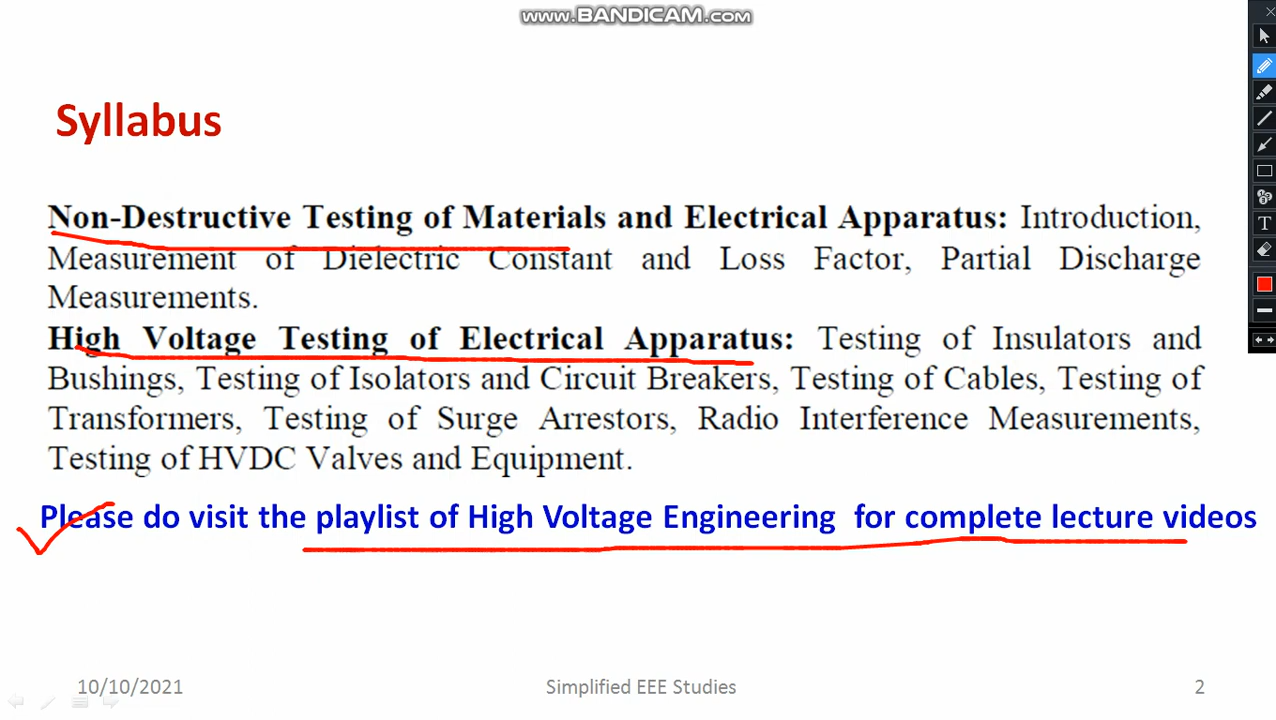 www.BANDICAM.com
Syllabus
Non-Destructive Testing of Materials and Electrical Apparatus: Introduction,
Measurement of Dielectric Constant and Loss Factor, Partial Discharge
Measurements.
High Voltage Testing of Electrical Apparatus: Testing of Insulators and
Bushings, Testing of Isolators and Circuit Breakers, Testing of Cables, Testing of
Transformers, Testing of Surge Arrestors, Radio Interference Measurements,
Testing of HVDC Valves and Equipment.
Please do visit the playlist of High Voltage Engineering for complete lecture videos
10/10/2021 Simplified EEE Studies 2